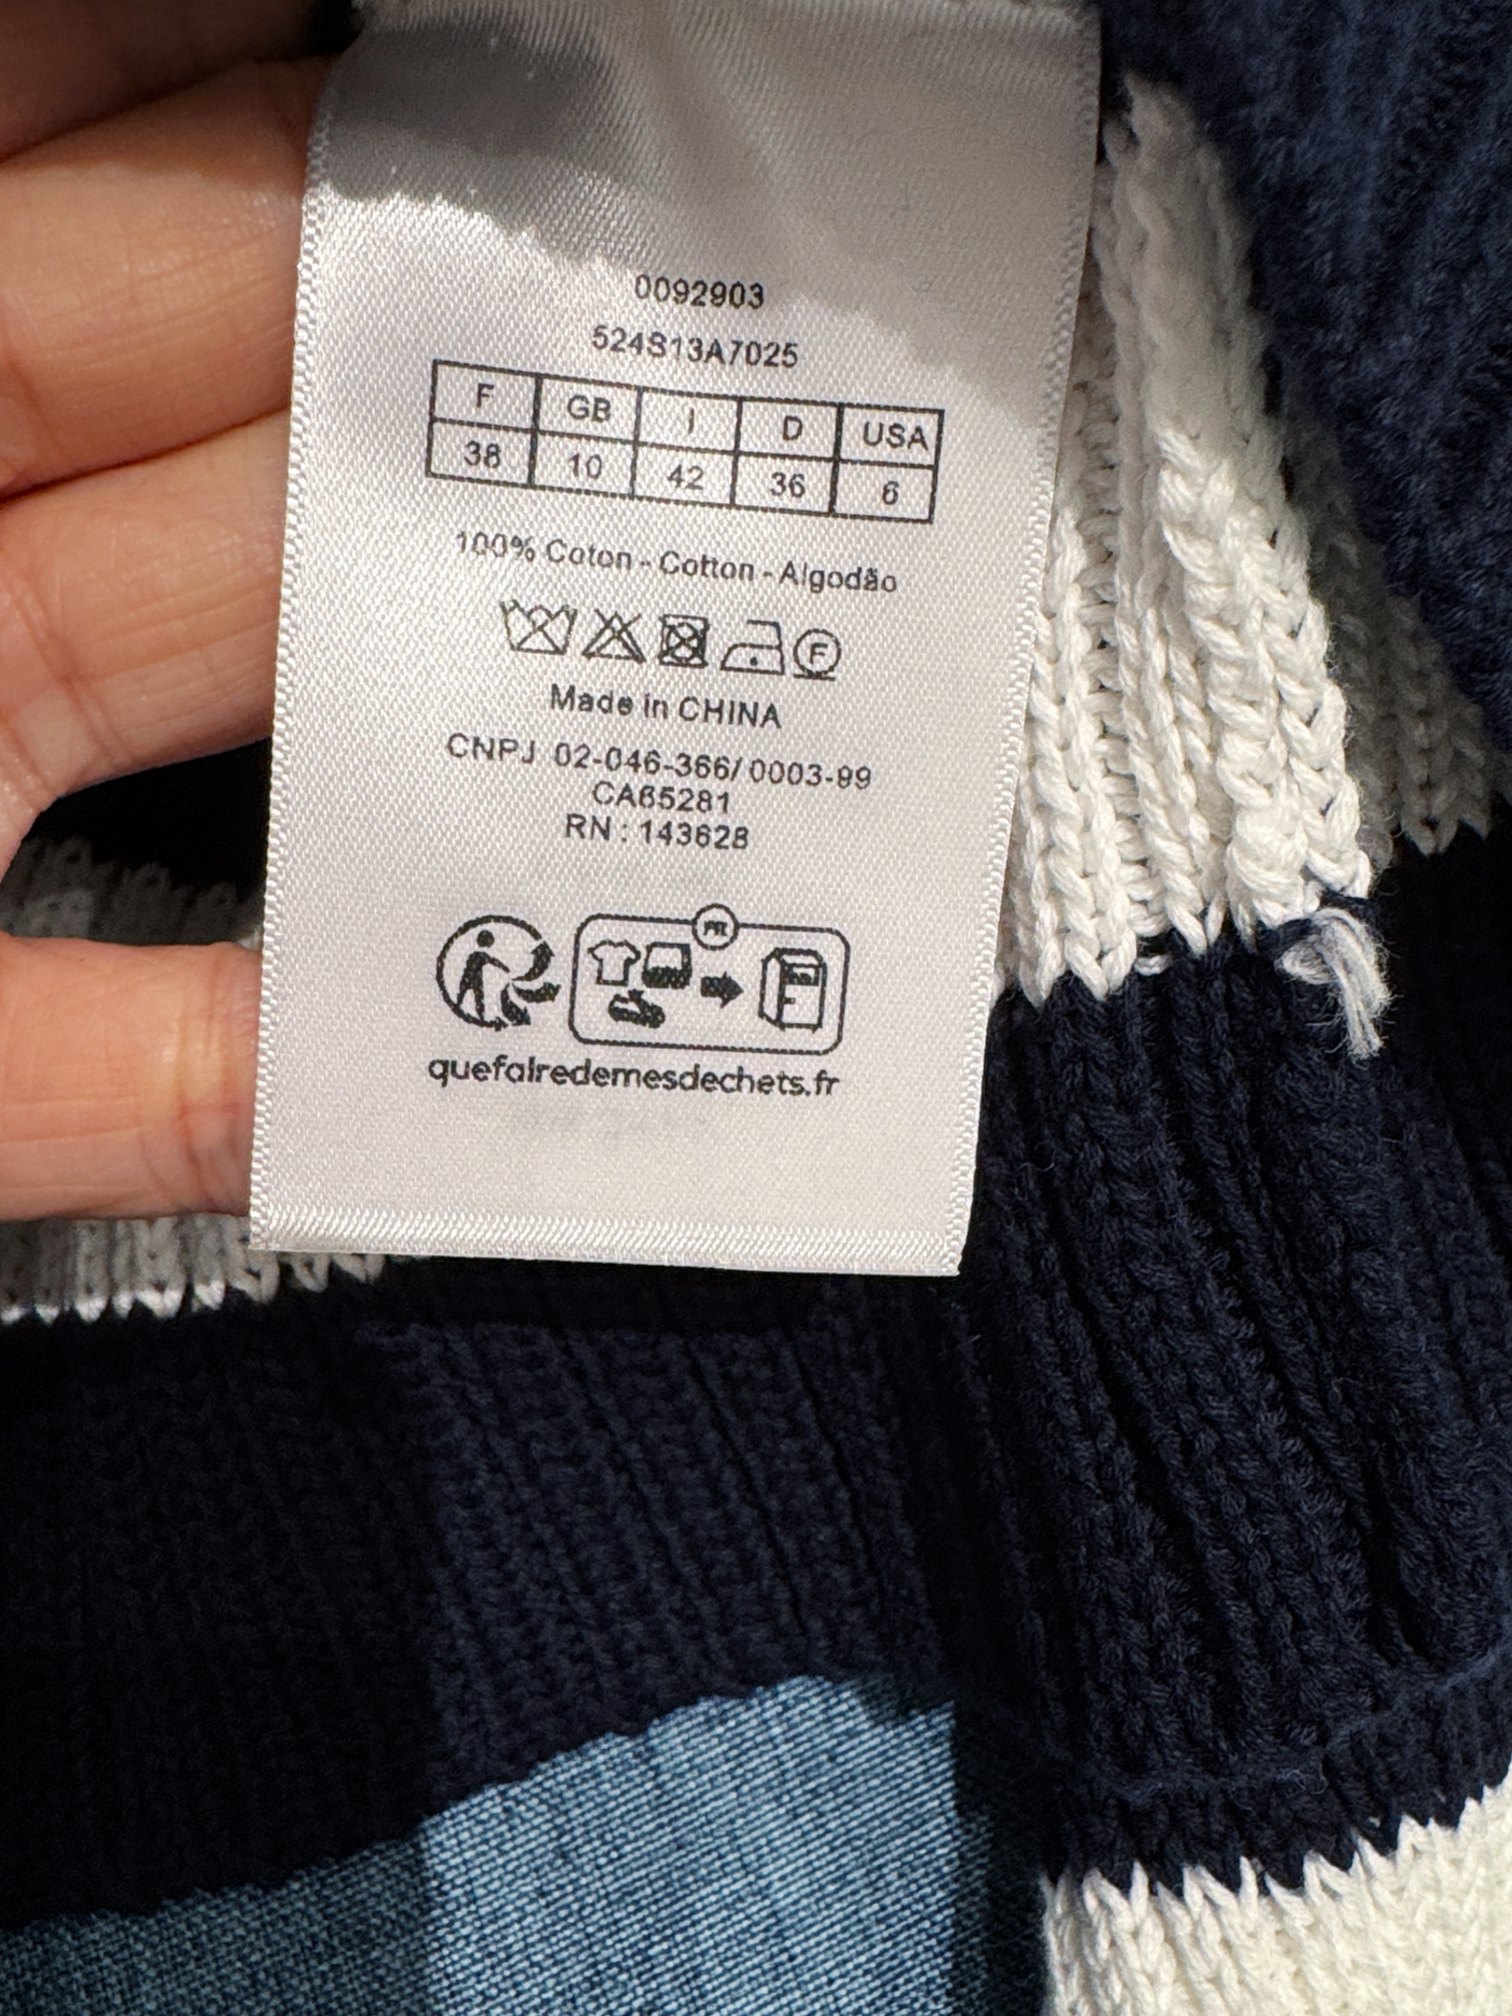 0092903
524S13A7025
F GB I D USA
38 10 42 36 6
100% Coton - Cotton - Algodão
F
Made in CHINA
CNPJ 02-046-366/0003-99
CA65281
RN : 143628
FR
quefairedemesdechets.fr